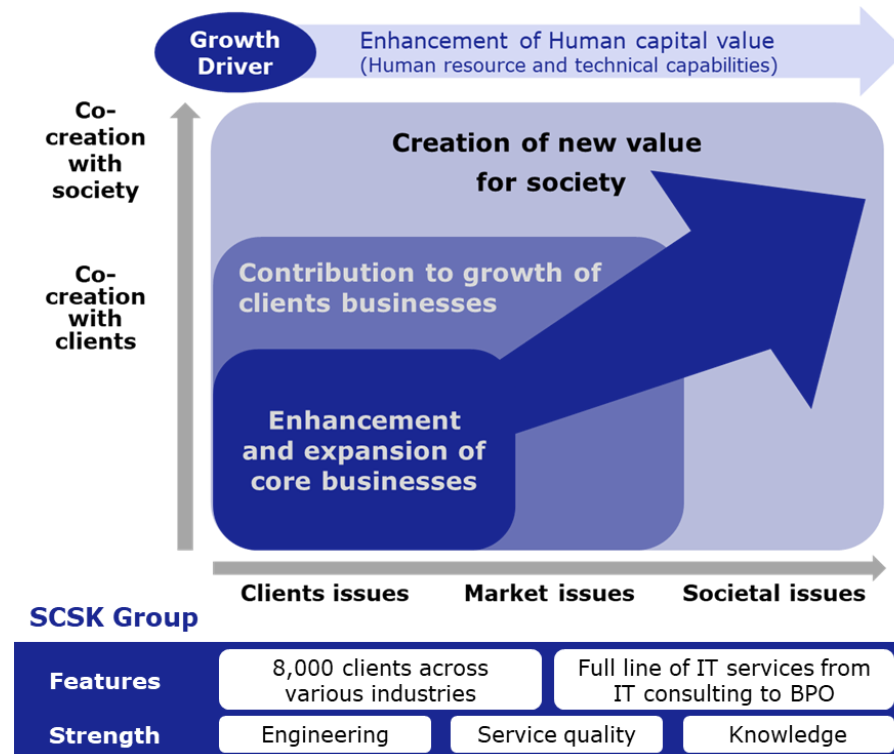 Growth
Driver
Enhancement of Human capital value
(Human resource and technical capabilities)
Co-
creation
with
society
Creation of new value
for society
Co-
creation
with
clients
Contribution to growth of
clients businesses
Enhancement
and expansion of
core businesses
Clients issues
Market issues
Societal issues
SCSK Group
Features
8,000 clients across
various industries
Full line of IT services from
IT consulting to BPO
Strength
Engineering
Service quality
Knowledge